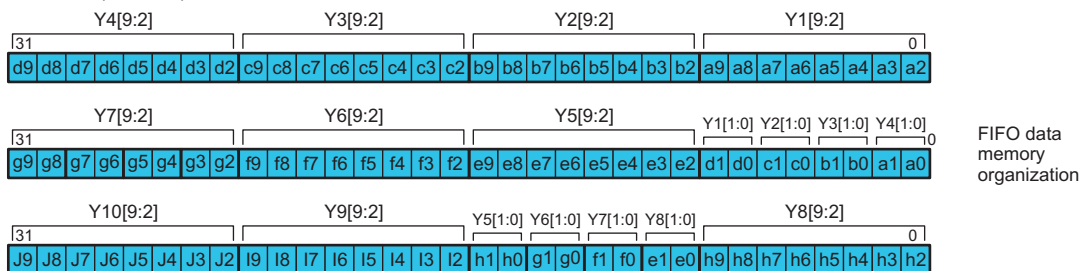 Y4[9:2] Y3[9:2] Y2[9:2] Y1[9:2]
31 0
d9 d8 d7 d6 d5 d4 d3 d2 c9 c8 c7 c6 c5 c4 c3 c2 b9 b8 b7 b6 b5 b4 b3 b2 a9 a8 a7 a6 a5 a4 a3 a2
Y7[9:2] Y6[9:2] Y5[9:2] Y1[1:0] Y2[1:0] Y3[1:0] Y4[1:0]
31 0
g9 g8 g7 g6 g5 g4 g3 g2 f9 f8 f7 f6 f5 f4 f3 f2 e9 e8 e7 e6 e5 e4 e3 e2 d1 d0 c1 c0 b1 b0 a1 a0
FIFO data
memory
organization
Y10[9:2] Y9[9:2] Y5[1:0] Y6[1:0] Y7[1:0] Y8[1:0] Y8[9:2]
31 0
J9 J8 J7 J6 J5 J4 J3 J2 I9 I8 I7 I6 I5 I4 I3 I2 h1 h0 g1 g0 f1 f0 e1 e0 h9 h8 h7 h6 h5 h4 h3 h2